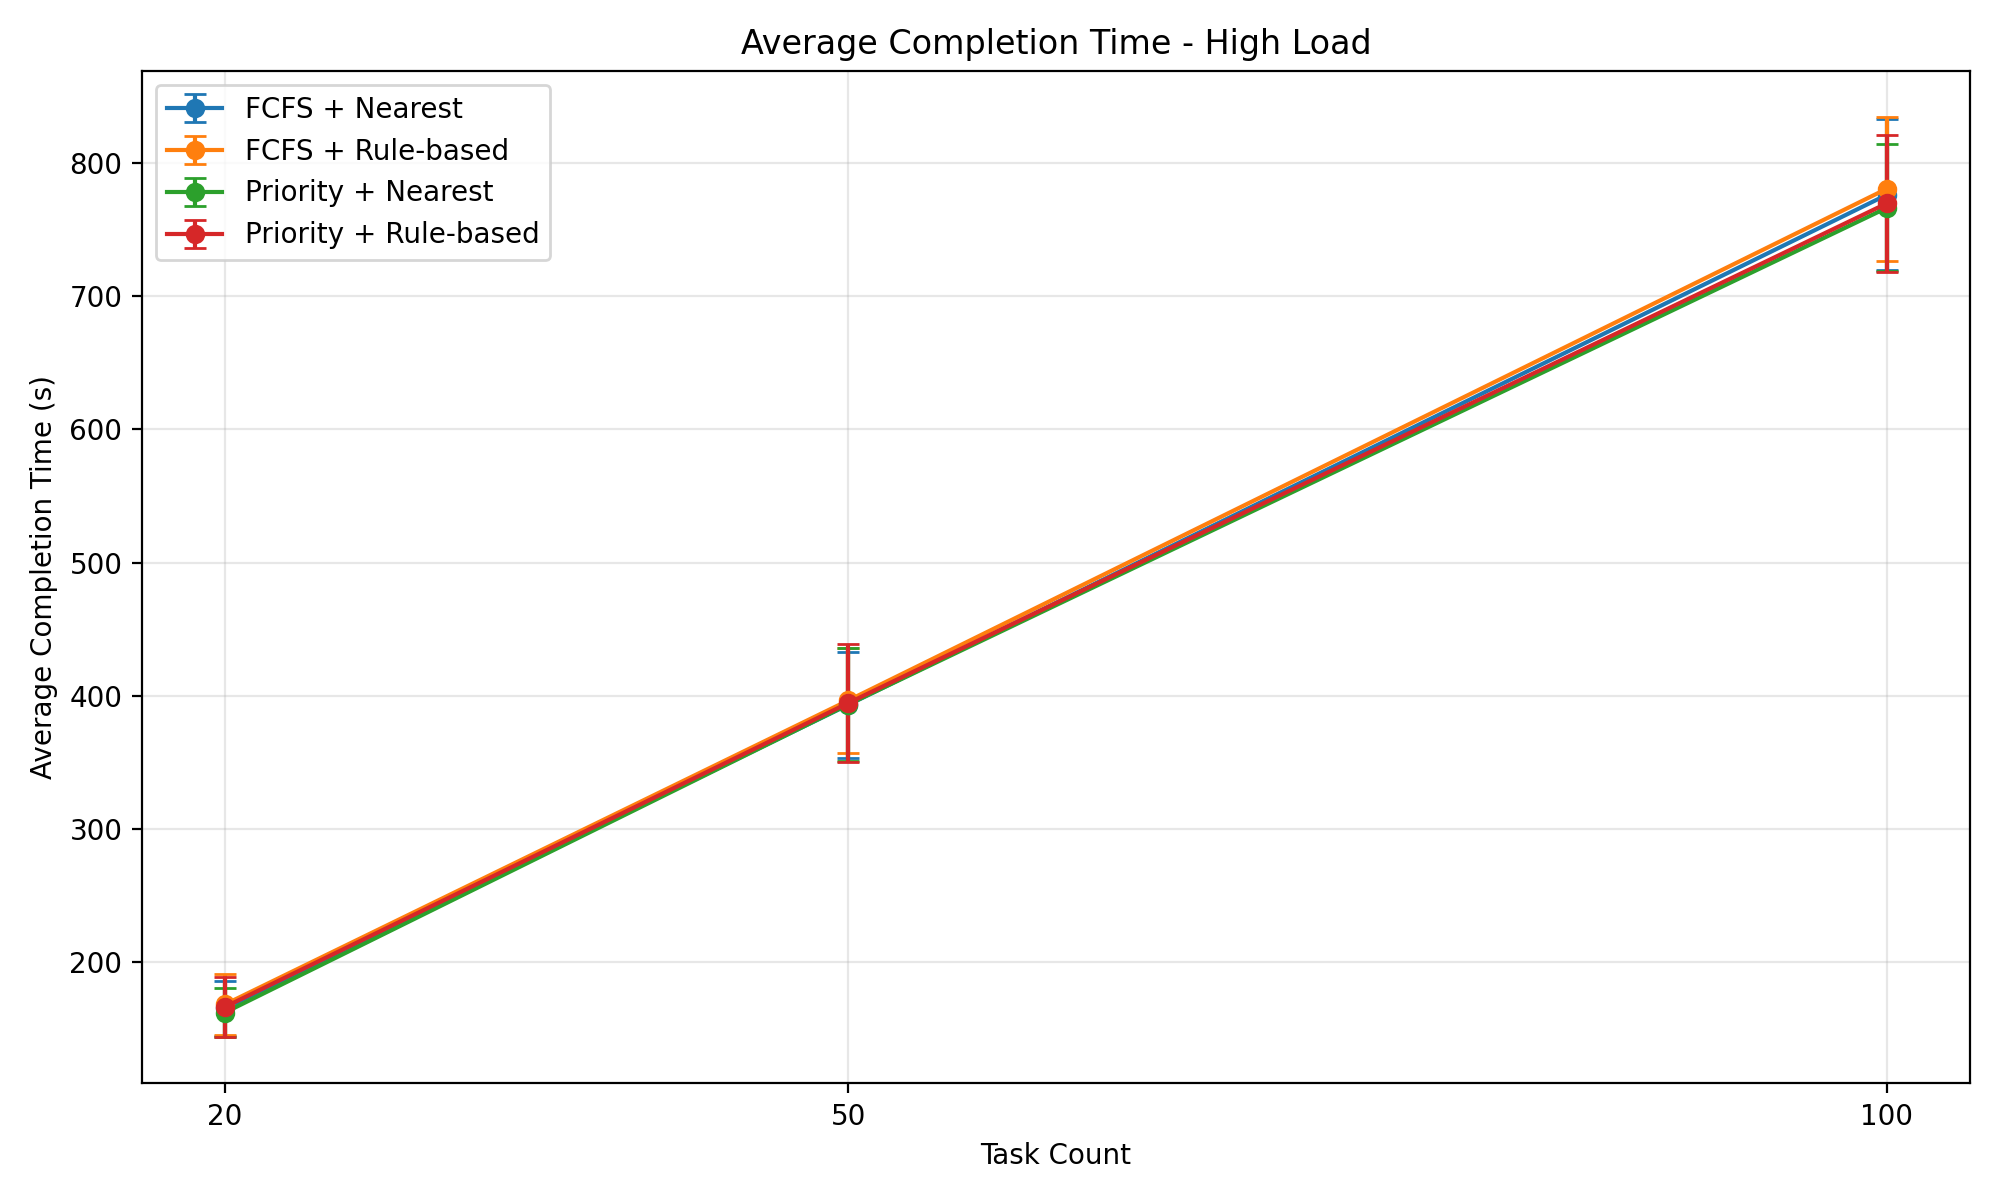 Average Completion Time - High Load
FCFS + Nearest
FCFS + Rule-based
Priority + Nearest
Priority + Rule-based
Average Completion Time (s)
800
700
600
500
400
300
200
20
50
100
Task Count